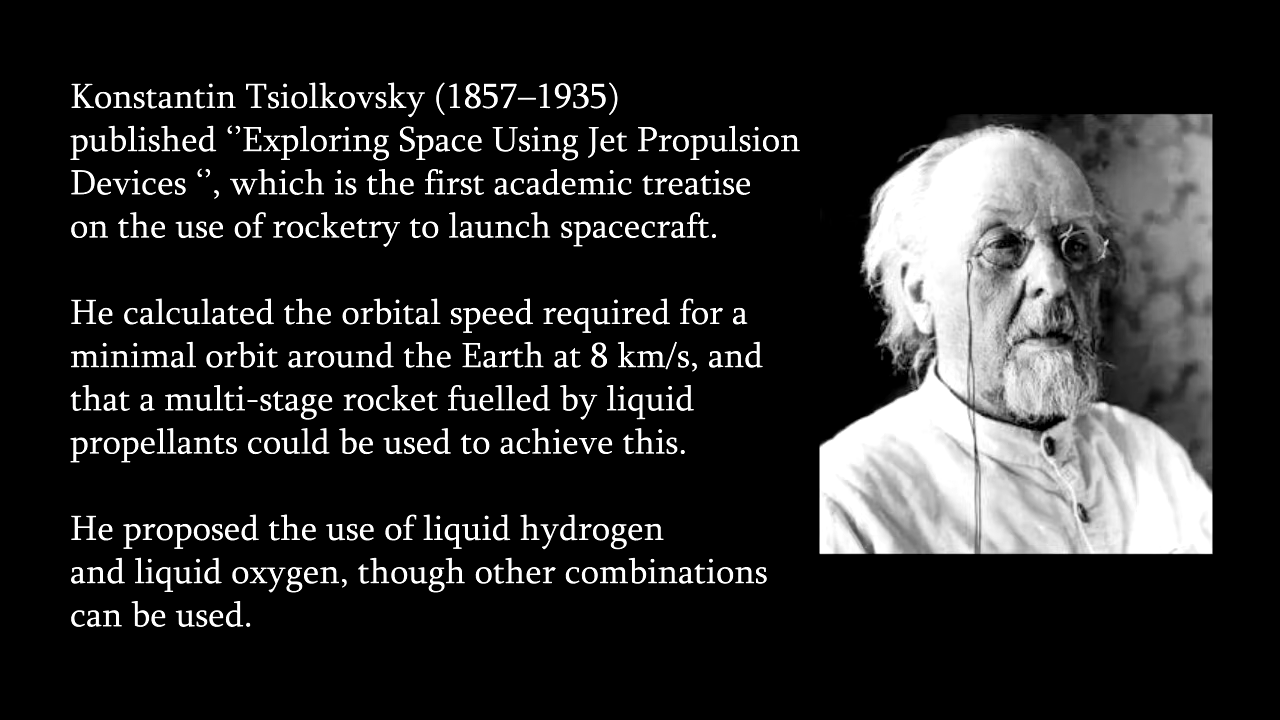 Konstantin Tsiolkovsky (1857–1935)
published ‘’Exploring Space Using Jet Propulsion
Devices ‘’, which is the first academic treatise
on the use of rocketry to launch spacecraft.
He calculated the orbital speed required for a
minimal orbit around the Earth at 8 km/s, and
that a multi-stage rocket fuelled by liquid
propellants could be used to achieve this.
He proposed the use of liquid hydrogen
and liquid oxygen, though other combinations
can be used.